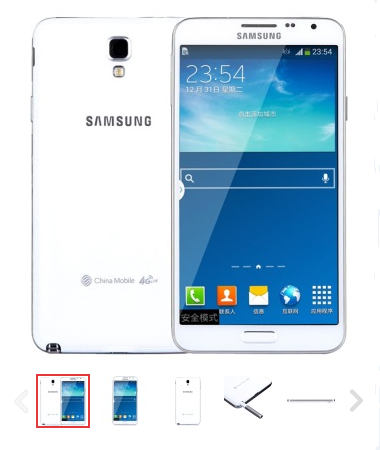 SAMSUNG
23:54
23:54
12月31日 星期二
点击添加城市
SAMSUNG
China Mobile 4G LTE
联系人
信息
互联网
应用程序
安全模式